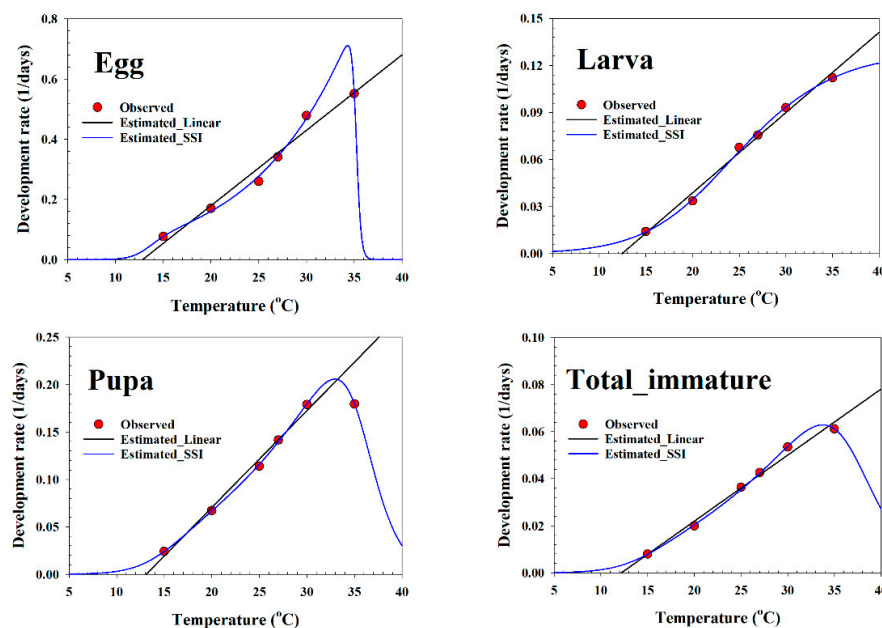 Egg
Observed
Estimated_Linear
Estimated_SSI
Development rate (1/days)
0.8
0.6
0.4
0.2
0.0
5 10 15 20 25 30 35 40
Temperature (°C)
Larva
Observed
Estimated_Linear
Estimated_SSI
Development rate (1/days)
0.15
0.12
0.09
0.06
0.03
0.00
5 10 15 20 25 30 35 40
Temperature (°C)
Pupa
Observed
Estimated_Linear
Estimated_SSI
Development rate (1/days)
0.25
0.20
0.15
0.10
0.05
0.00
5 10 15 20 25 30 35 40
Temperature (°C)
Total_immature
Observed
Estimated_Linear
Estimated_SSI
Development rate (1/days)
0.10
0.08
0.06
0.04
0.02
0.00
5 10 15 20 25 30 35 40
Temperature (°C)